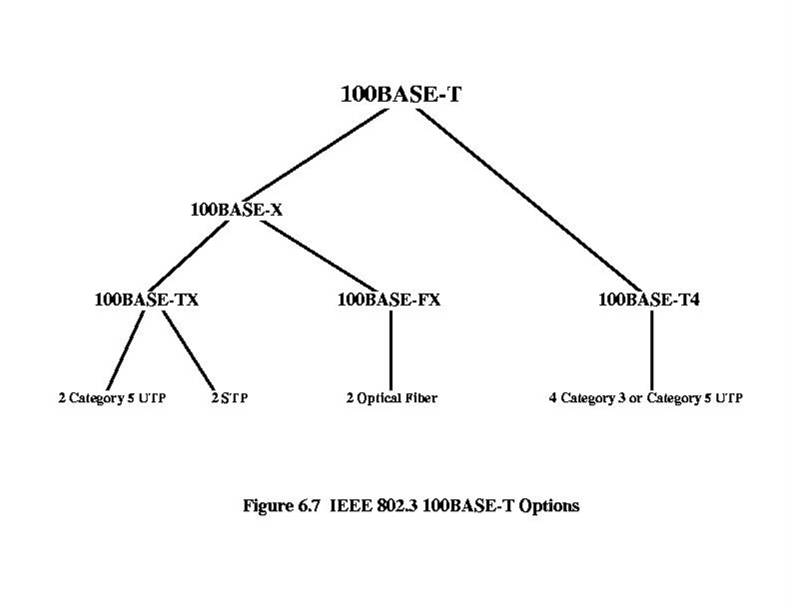 100BASE-T
100BASE-X
100BASE-TX
100BASE-FX
100BASE-T4
2 Category 5 UTP
2 STP
2 Optical Fiber
4 Category 3 or Category 5 UTP
Figure 6.7 IEEE 802.3 100BASE-T Options